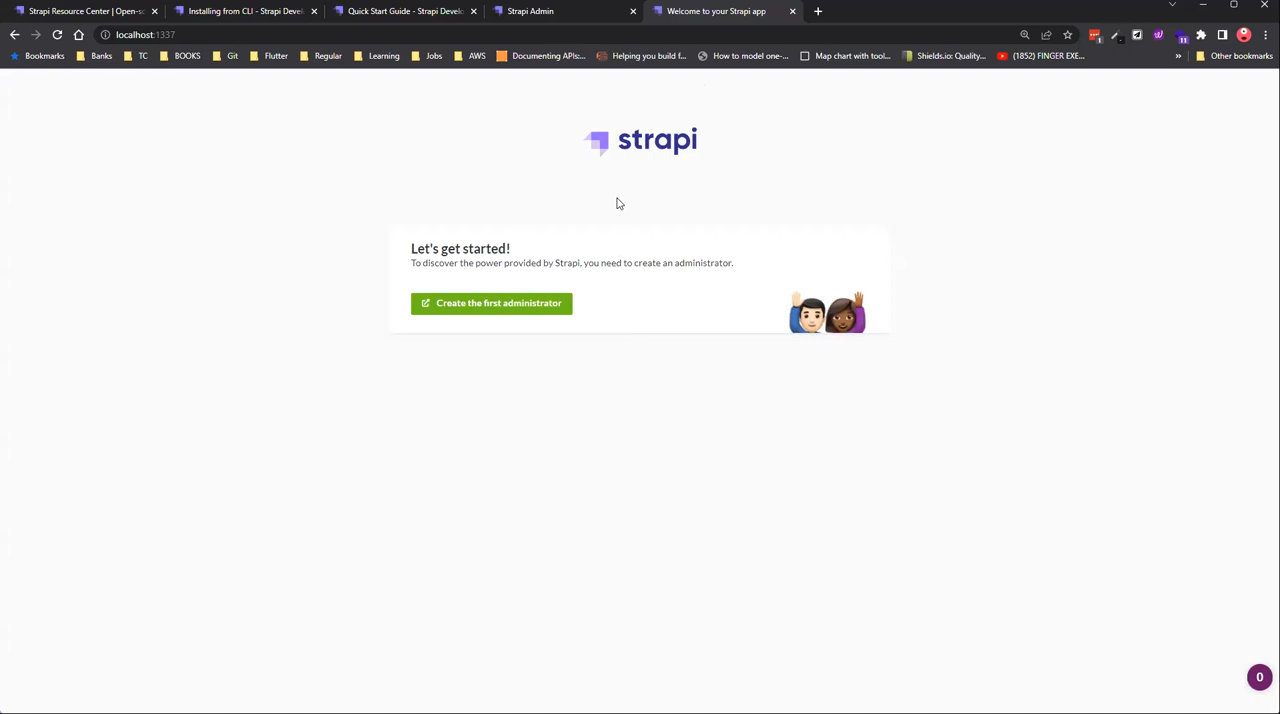 Strapi Resource Center | Open-so
Installing from CLI - Strapi Devel
Quick Start Guide - Strapi Develo
Strapi Admin
Welcome to your Strapi app
localhost:1337
1
11
Bookmarks
Banks
TC
BOOKS
Git
Flutter
Regular
Learning
Jobs
AWS
Documenting APIs:...
Helping you build f...
How to model one-...
Map chart with tool...
Shields.io: Quality...
(1852) FINGER EXE...
»
Other bookmarks
strapi
Let's get started!
To discover the power provided by Strapi, you need to create an administrator.
Create the first administrator
0